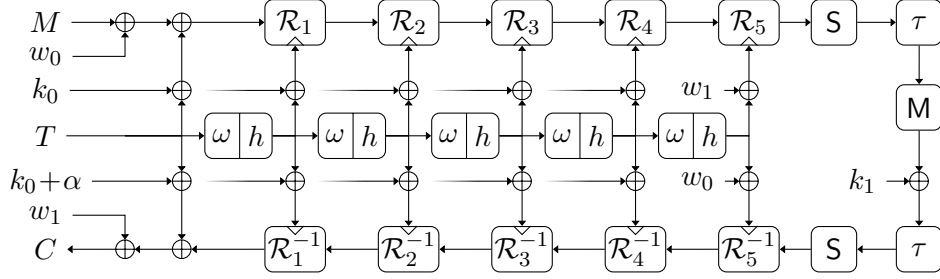 M R₁ R₂ R₃ R₄ R₅ S τ
w₀
k₀ w₁ M
T ω h ω h ω h ω h ω h
k₀+α w₀ k₁
w₁
C R₁⁻¹ R₂⁻¹ R₃⁻¹ R₄⁻¹ R₅⁻¹ S τ